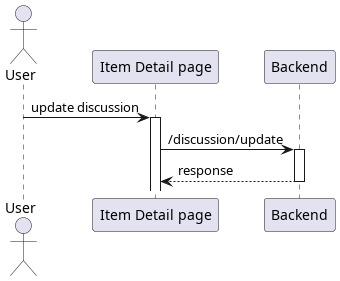 User
Item Detail page
Backend
update discussion
/discussion/update
response
User
Item Detail page
Backend